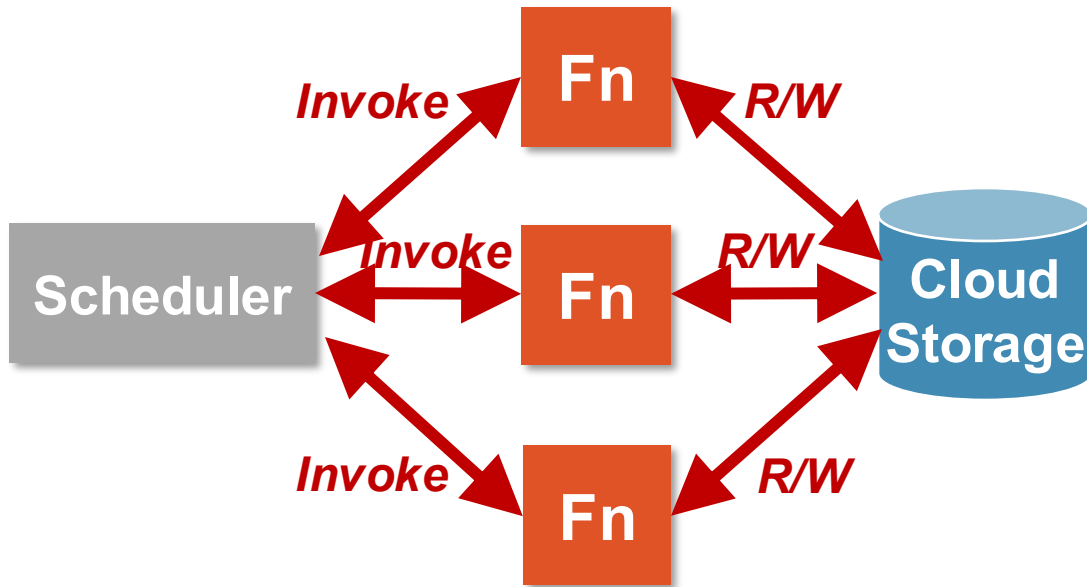 Fn
Invoke
R/W
Invoke
R/W
Scheduler
Fn
Cloud
Storage
Invoke
R/W
Fn